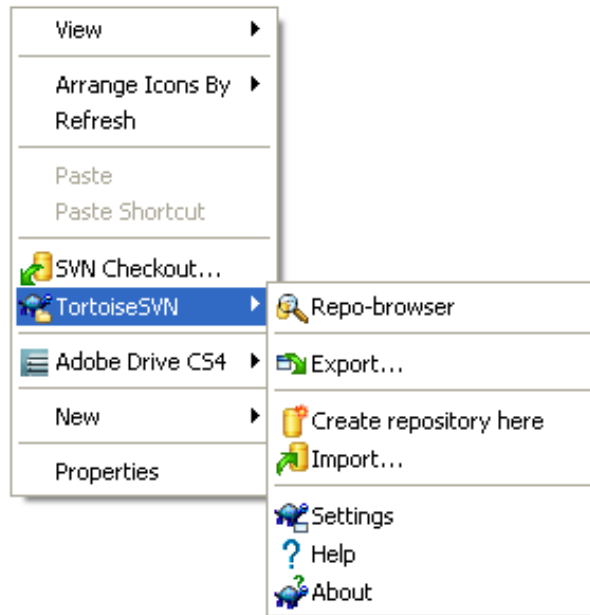 View
Arrange Icons By
Refresh
Paste
Paste Shortcut
SVN Checkout...
TortoiseSVN
Adobe Drive CS4
New
Properties
Repo-browser
Export...
Create repository here
Import...
Settings
Help
About